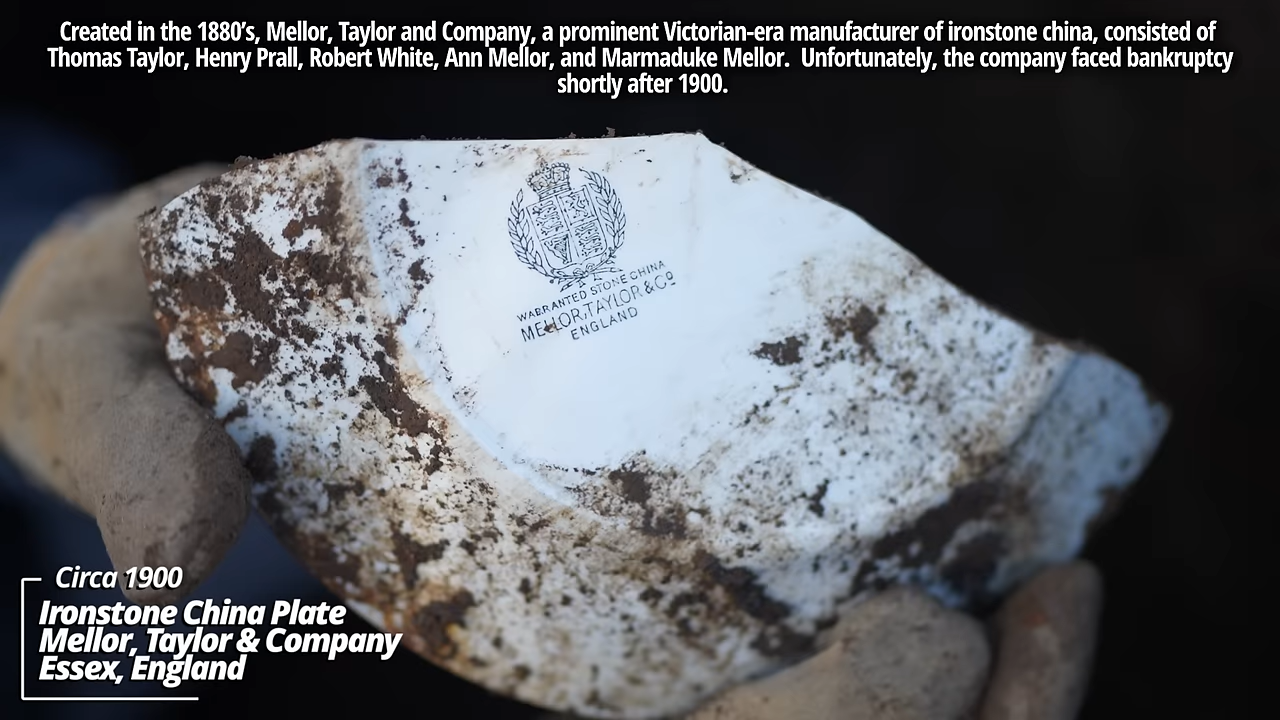 Created in the 1880’s, Mellor, Taylor and Company, a prominent Victorian-era manufacturer of ironstone china, consisted of
Thomas Taylor, Henry Prall, Robert White, Ann Mellor, and Marmaduke Mellor.  Unfortunately, the company faced bankruptcy
shortly after 1900.
WARRANTED STONE CHINA
MELLOR, TAYLOR & Cº
ENGLAND
Circa 1900
Ironstone China Plate
Mellor, Taylor & Company
Essex, England